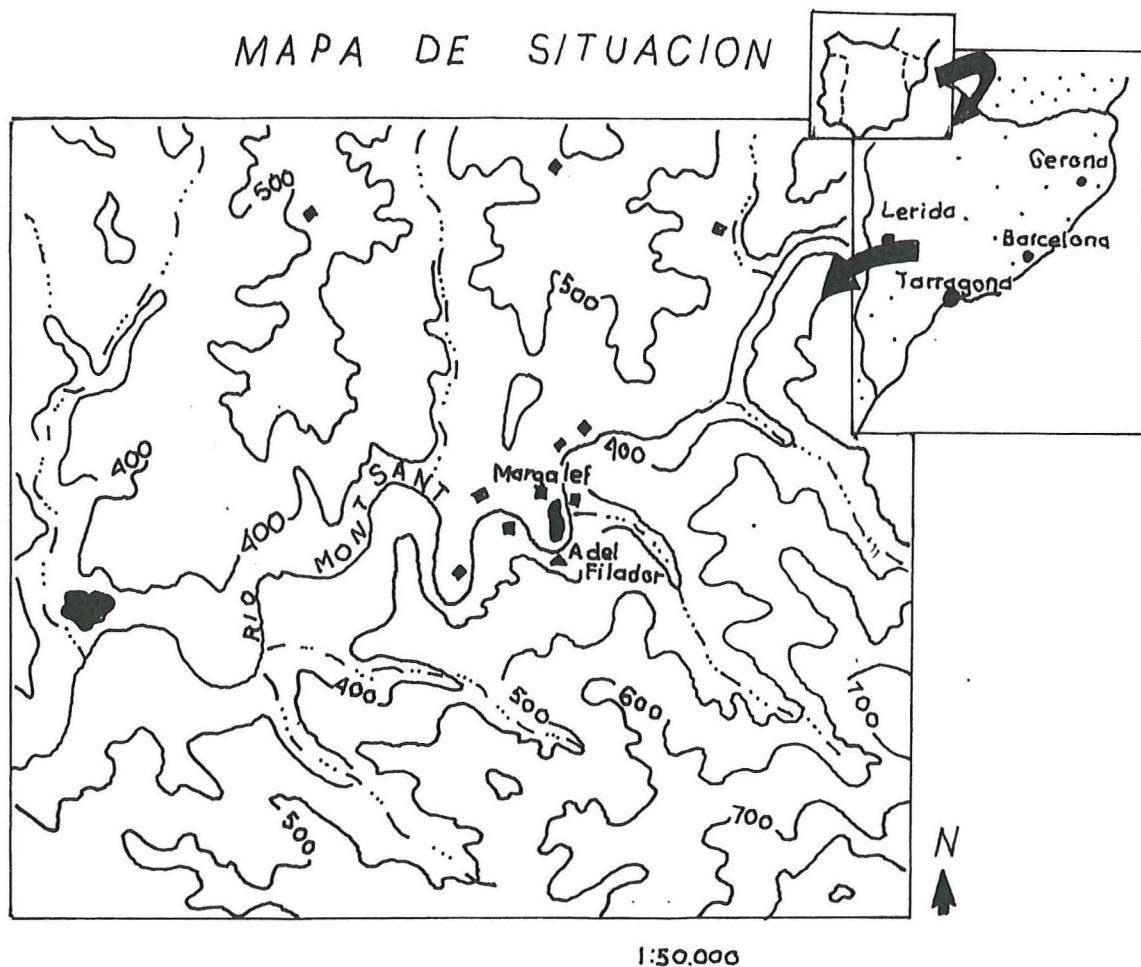 MAPA DE SITUACION
Gerona
Lerida
Barcelona
Tarragona
500
500
400
400
Margalef
400
RIO MONTSANT
A del
Filador
400
500
600
700
500
700
N
1:50.000